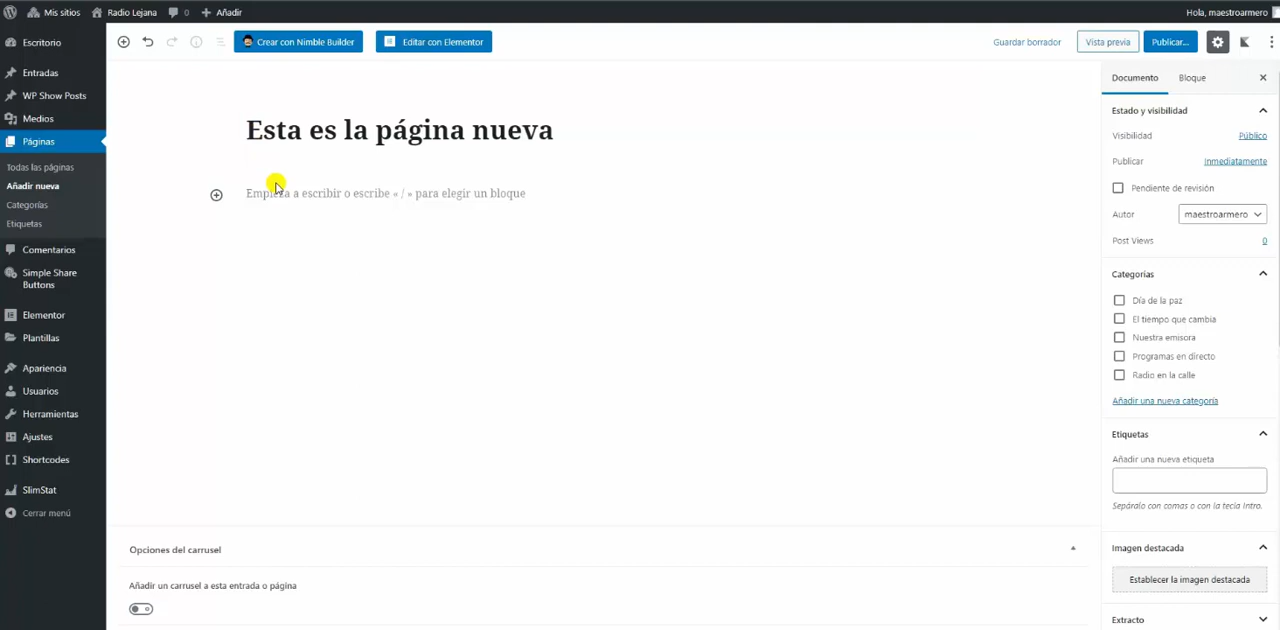 Mis sitios
Radio Lejana
0
Añadir
Hola, maestroarmero
Escritorio
Entradas
WP Show Posts
Medios
Páginas
Todas las páginas
Añadir nueva
Categorías
Etiquetas
Comentarios
Simple Share
Buttons
Elementor
Plantillas
Apariencia
Usuarios
Herramientas
Ajustes
Shortcodes
SlimStat
Cerrar menú
Crear con Nimble Builder
Editar con Elementor
Guardar borrador
Vista previa
Publicar...
Esta es la página nueva
Empieza a escribir o escribe « / » para elegir un bloque
Opciones del carrusel
Añadir un carrusel a esta entrada o página
Documento
Bloque
Estado y visibilidad
Visibilidad
Público
Publicar
Inmediatamente
Pendiente de revisión
Autor
maestroarmero
Post Views
0
Categorías
Día de la paz
El tiempo que cambia
Nuestra emisora
Programas en directo
Radio en la calle
Añadir una nueva categoría
Etiquetas
Añadir una nueva etiqueta
Sepáralo con comas o con la tecla Intro.
Imagen destacada
Establecer la imagen destacada
Extracto